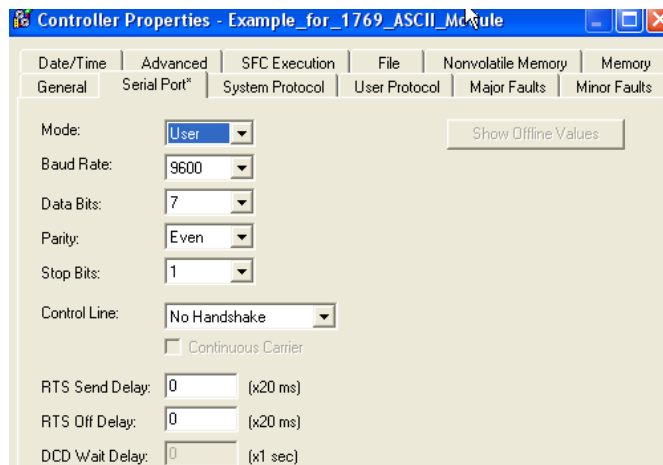 Controller Properties - Example_for_1769_ASCII_Module
Date/Time Advanced SFC Execution File Nonvolatile Memory Memory
General Serial Port* System Protocol User Protocol Major Faults Minor Faults
Mode: User Show Offline Values
Baud Rate: 9600
Data Bits: 7
Parity: Even
Stop Bits: 1
Control Line: No Handshake
Continuous Carrier
RTS Send Delay: 0 (x20 ms)
RTS Off Delay: 0 (x20 ms)
DCD Wait Delay: 0 (x1 sec)